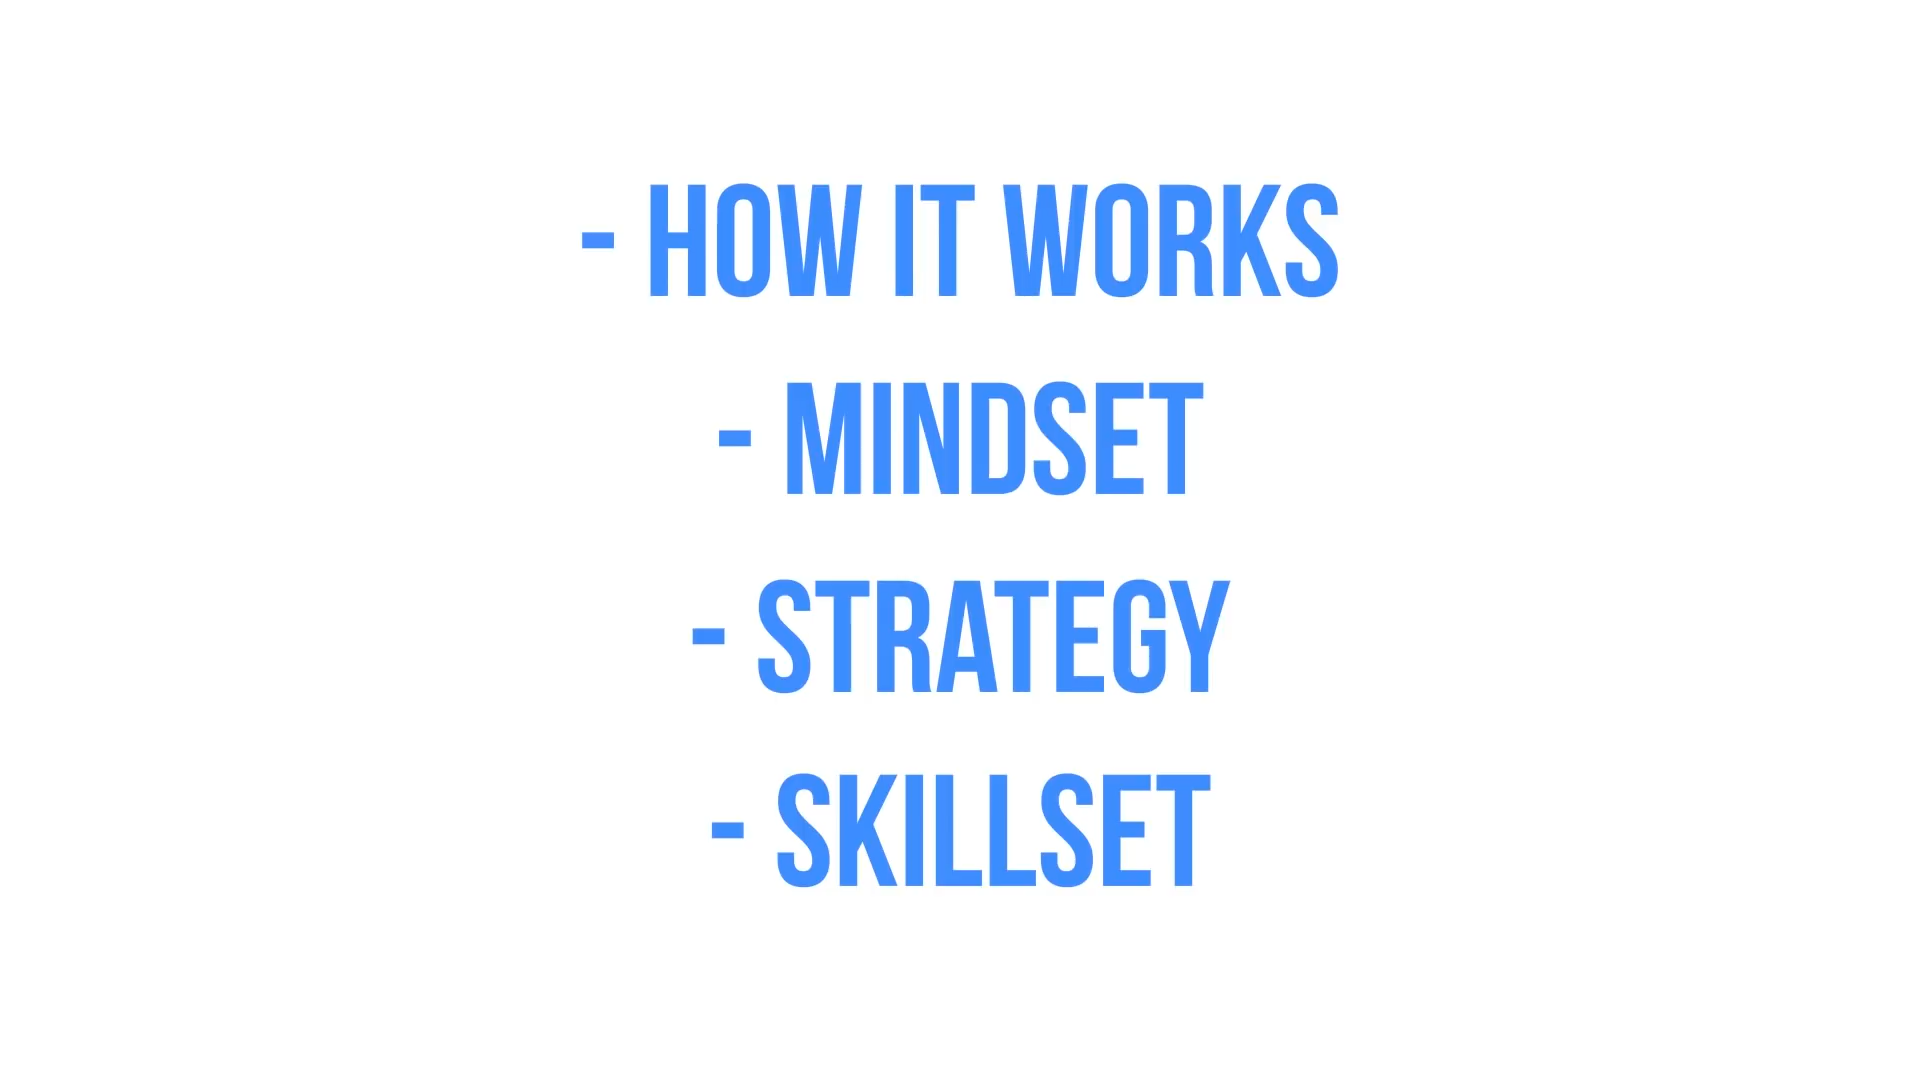 - HOW IT WORKS
- MINDSET
- STRATEGY
- SKILLSET